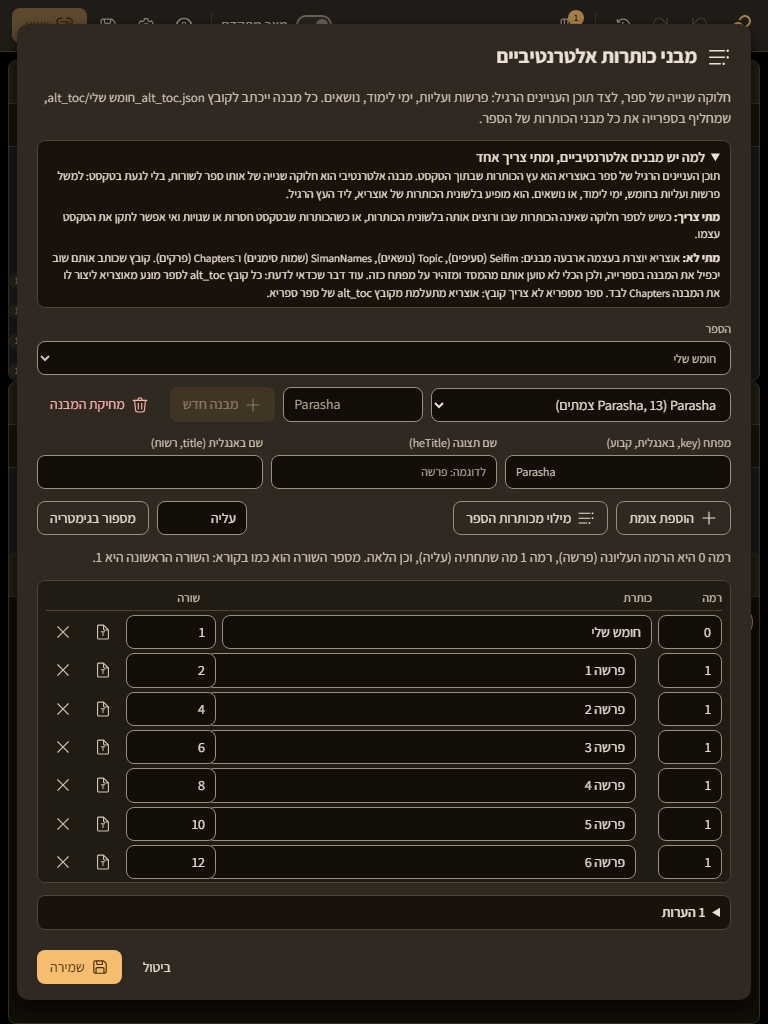 1
מבני כותרות אלטרנטיביים
חלוקה שנייה של ספר, לצד תוכן העניינים הרגיל: פרשות ועליות, ימי לימוד, נושאים. כל מבנה ייכתב לקובץ alt_toc/חומש שלי_alt_toc.json,
שמחליף בספרייה את כל מבני הכותרות של הספר.
▼ למה יש מבנים אלטרנטיביים, ומתי צריך אחד
תוכן העניינים הרגיל של ספר באוצריא הוא עץ הכותרות שבתוך הטקסט. מבנה אלטרנטיבי הוא חלוקה שנייה של אותו ספר לשורות, בלי לגעת בטקסט: למשל
פרשות ועליות בחומש, ימי לימוד, או נושאים. הוא מופיע בלשונית הכותרות של אוצריא, ליד העץ הרגיל.
מתי צריך: כשיש לספר חלוקה שאינה הכותרות שבו ורוצים אותה בלשונית הכותרות, או כשהכותרות שבטקסט חסרות או שגויות ואי אפשר לתקן את הטקסט
עצמו.
מתי לא: אוצריא יוצרת בעצמה ארבעה מבנים: Seifim (סעיפים), Topic (נושאים), SimanNames (שמות סימנים) ו־Chapters (פרקים). קובץ שכותב אותם שוב
יכפיל את המבנה בספרייה, ולכן הכלי לא טוען אותם מהמסד ומזהיר על מפתח כזה. עוד דבר שכדאי לדעת: כל קובץ alt_toc לספר מונע מאוצריא ליצור לו
את המבנה Chapters לבד. ספר מספריא לא צריך קובץ: אוצריא מתעלמת מקובץ alt_toc של ספר ספריא.
הספר
חומש שלי
Parasha (Parasha, 13 צמתים)
Parasha
מבנה חדש
מחיקת המבנה
מפתח (key, באנגלית, קבוע)
שם תצוגה (heTitle)
שם באנגלית (title, רשות)
Parasha
לדוגמה: פרשה
הוספת צומת
מילוי מכותרות הספר
עליה
מספור בגימטריה
רמה 0 היא הרמה העליונה (פרשה), רמה 1 מה שתחתיה (עליה), וכן הלאה. מספר השורה הוא כמו בקורא: השורה הראשונה היא 1.
רמה כותרת שורה
0 חומש שלי 1
1 פרשה 1 2
1 פרשה 2 4
1 פרשה 3 6
1 פרשה 4 8
1 פרשה 5 10
1 פרשה 6 12
◀ 1 הערות
ביטול
שמירה